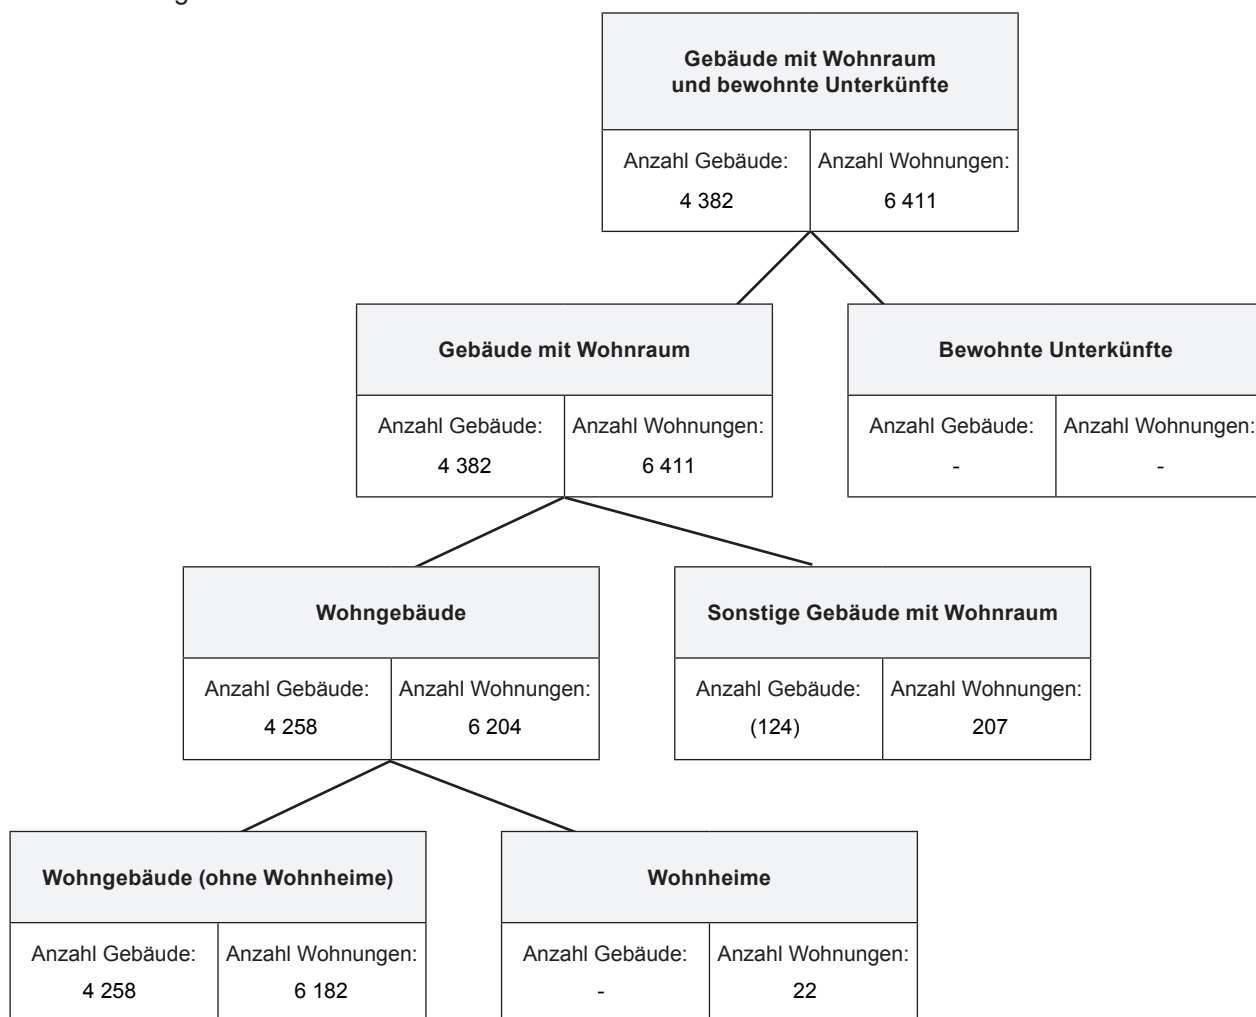 Gebäude mit Wohnraum
und bewohnte Unterkünfte
Anzahl Gebäude: Anzahl Wohnungen:
4 382 6 411
Gebäude mit Wohnraum Bewohnte Unterkünfte
Anzahl Gebäude: Anzahl Wohnungen: Anzahl Gebäude: Anzahl Wohnungen:
4 382 6 411 - -
Wohngebäude Sonstige Gebäude mit Wohnraum
Anzahl Gebäude: Anzahl Wohnungen: Anzahl Gebäude: Anzahl Wohnungen:
4 258 6 204 (124) 207
Wohngebäude (ohne Wohnheime) Wohnheime
Anzahl Gebäude: Anzahl Wohnungen: Anzahl Gebäude: Anzahl Wohnungen:
4 258 6 182 - 22